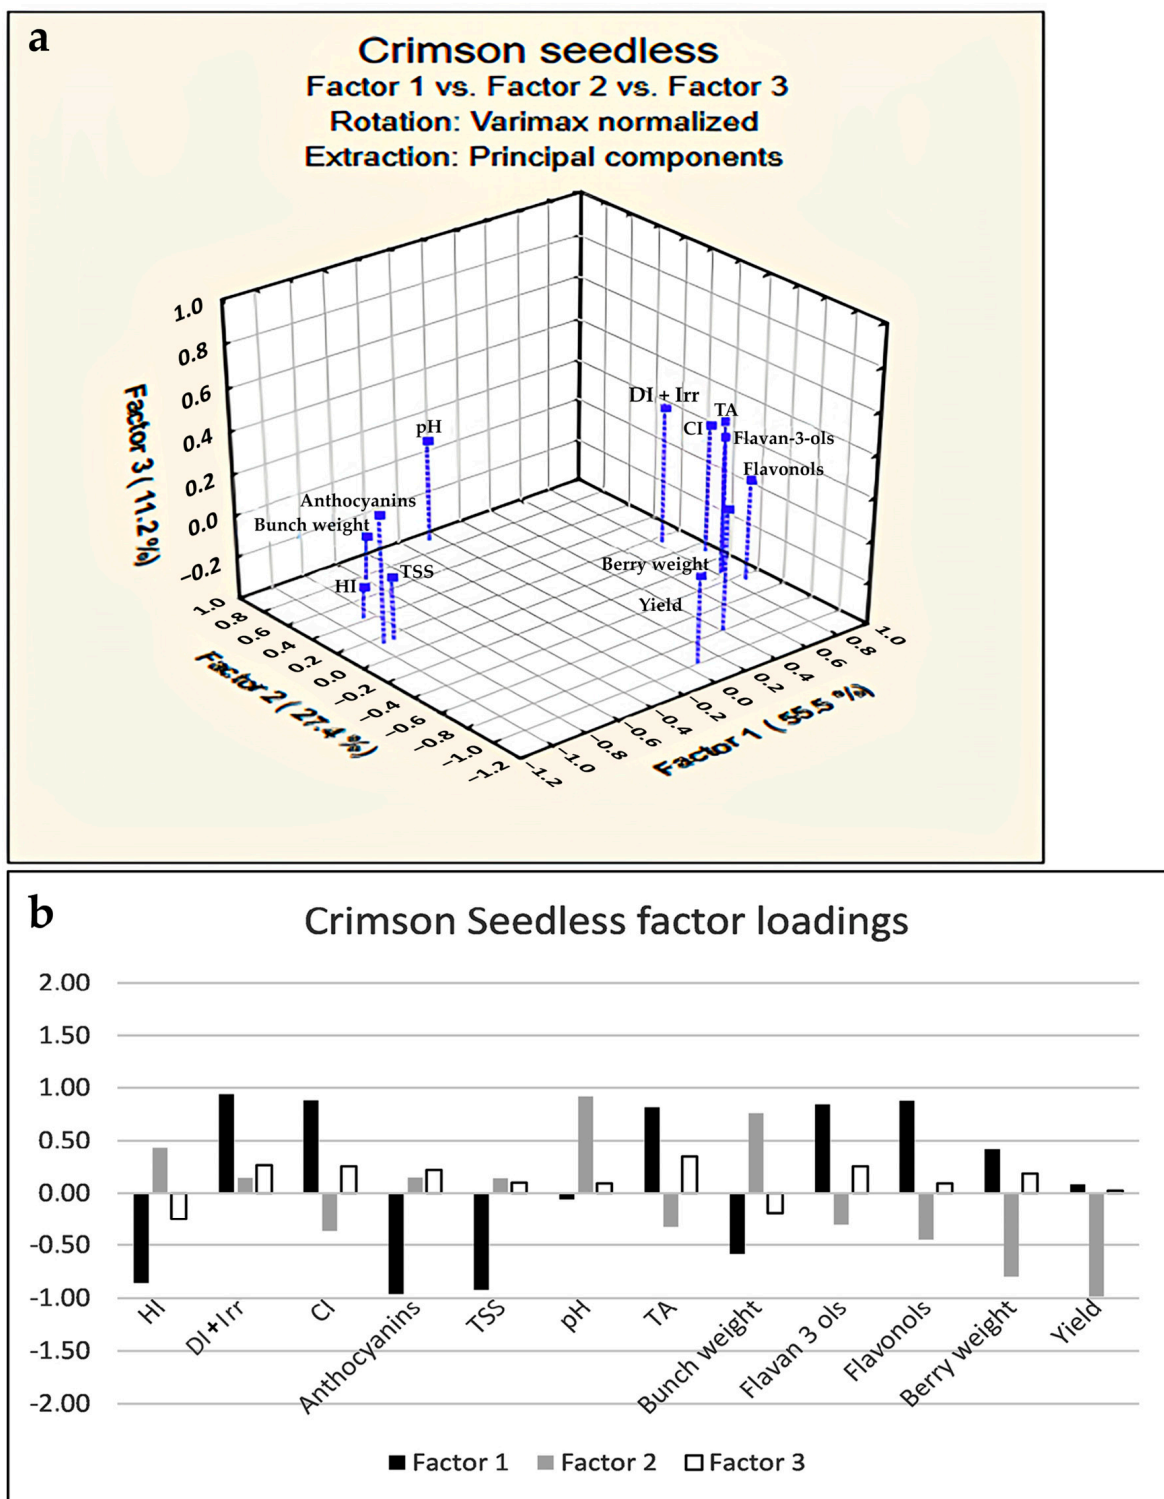 a
Crimson seedless
Factor 1 vs. Factor 2 vs. Factor 3
Rotation: Varimax normalized
Extraction: Principal components
1.0
0.8
0.6
0.4
0.2
0.0
−0.2
Factor 3 ( 11.2 %)
DI + Irr
TA
CI
Flavan-3-ols
Flavonols
pH
Anthocyanins
Bunch weight
HI
TSS
Berry weight
Yield
1.0
0.8
0.6
0.4
0.2
0.0
−0.2
−0.4
−0.6
−0.8
−1.0
−1.2
Factor 2 ( 27.4 %)
−1.2
−1.0
−0.8
−0.6
−0.4
−0.2
0.0
0.2
0.4
0.6
0.8
1.0
Factor 1 ( 55.5 %)
b
Crimson Seedless factor loadings
2.00
1.50
1.00
0.50
0.00
-0.50
-1.00
-1.50
-2.00
HI
DI+Irr
CI
Anthocyanins
TSS
pH
TA
Bunch weight
Flavan 3 ols
Flavonols
Berry weight
Yield
Factor 1 Factor 2 Factor 3